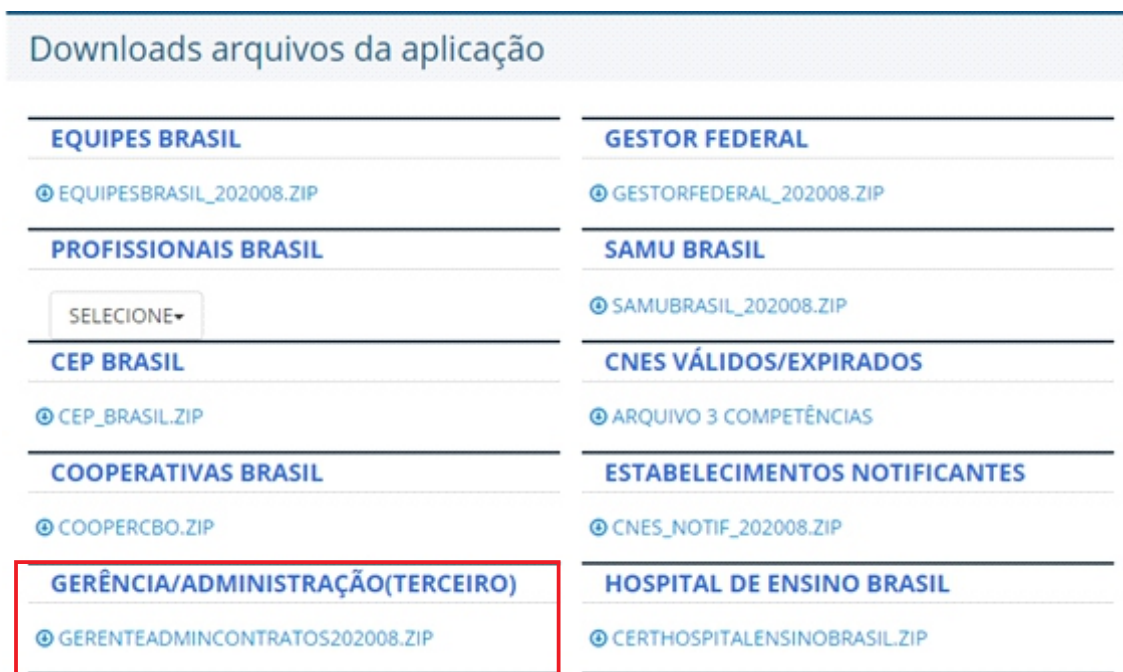 Downloads arquivos da aplicação
EQUIPES BRASIL
EQUIPESBRASIL_202008.ZIP
PROFISSIONAIS BRASIL
SELECIONE
CEP BRASIL
CEP_BRASIL.ZIP
COOPERATIVAS BRASIL
COOPERCBO.ZIP
GERÊNCIA/ADMINISTRAÇÃO(TERCEIRO)
GERENTEADMINCONTRATOS202008.ZIP
GESTOR FEDERAL
GESTORFEDERAL_202008.ZIP
SAMU BRASIL
SAMUBRASIL_202008.ZIP
CNES VÁLIDOS/EXPIRADOS
ARQUIVO 3 COMPETÊNCIAS
ESTABELECIMENTOS NOTIFICANTES
CNES_NOTIF_202008.ZIP
HOSPITAL DE ENSINO BRASIL
CERTHOSPITALENSINOBRASIL.ZIP